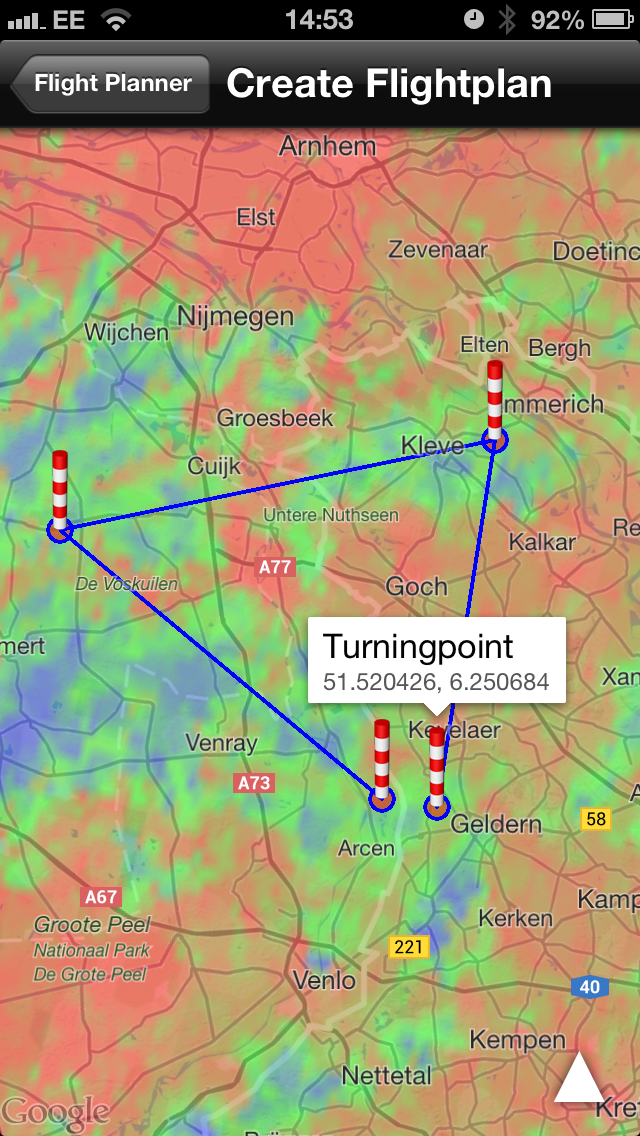 EE 14:53 92%
Flight Planner Create Flightplan
Arnhem
Elst
Zevenaar Doetinc
Nijmegen
Wijchen
Elten Bergh
mmerich
Groesbeek
Kleve
Cuijk
Untere Nuthseen
Re
Kalkar
A77
De Voskuilen Goch
mert
Turningpoint
51.520426, 6.250684
Xan
Kevelaer
Venray
A73
A
58
Geldern
Arcen
A67
Kamp
Groote Peel
Kerken
Nationaal Park
221
De Grote Peel
Venlo
40
Kempen
Nettetal
Google
Kre